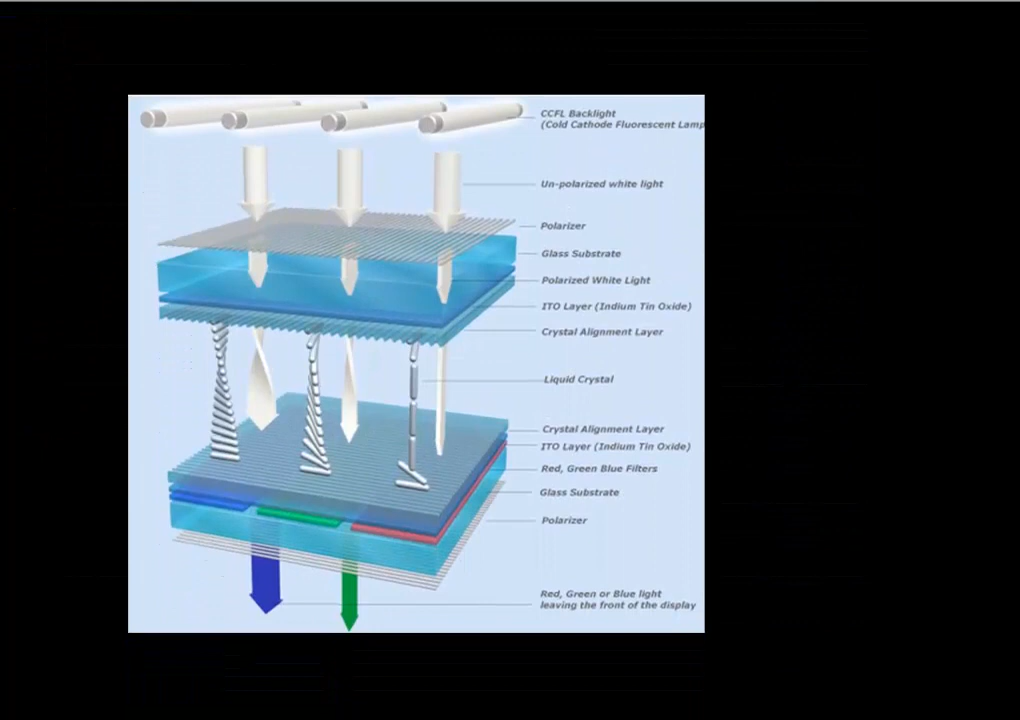 CCFL Backlight
(Cold Cathode Fluorescent Lamp
Un-polarized white light
Polarizer
Glass Substrate
Polarized White Light
ITO Layer (Indium Tin Oxide)
Crystal Alignment Layer
Liquid Crystal
Crystal Alignment Layer
ITO Layer (Indium Tin Oxide)
Red, Green Blue Filters
Glass Substrate
Polarizer
Red, Green or Blue light
leaving the front of the display